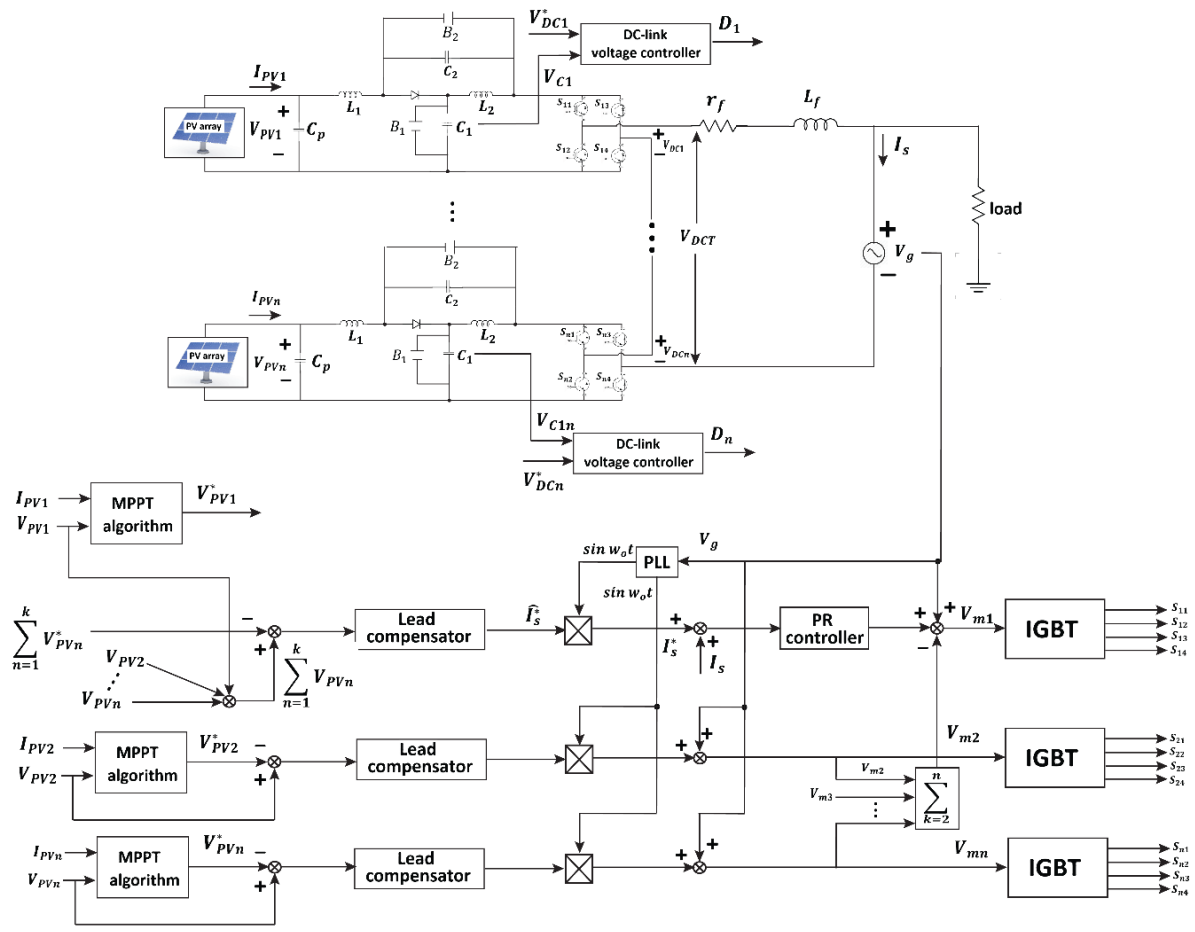 V*DC1
DC-link
voltage controller
D1
B2
C2
VC1
IPV1
L1
L2
S11
S13
rf
Lf
PV array
VPV1
+
−
Cp
B1
C1
S12
S14
+
−
VDC1
Is
load
⋮
⋮
VDCT
+
−
Vg
B2
C2
IPVn
L1
L2
Sn1
Sn3
PV array
VPVn
+
−
Cp
B1
C1
Sn2
Sn4
+
−
VDCn
VC1n
DC-link
voltage controller
Dn
V*DCn
IPV1
VPV1
MPPT
algorithm
V*PV1
sin wot
PLL
Vg
sin wot
∑ n=1 k V*PVn
−
+
Lead
compensator
Îs*
+
Is*
+
Is
PR
controller
+
+
−
Vm1
IGBT
S11
S12
S13
S14
VPV2
⋱
VPVn
∑ n=1 k VPVn
IPV2
VPV2
MPPT
algorithm
V*PV2
−
+
Lead
compensator
+
+
Vm2
IGBT
S21
S22
S23
S24
Vm2
Vm3
⋮
∑ k=2 n
IPVn
VPVn
MPPT
algorithm
V*PVn
−
+
Lead
compensator
+
+
Vmn
IGBT
Sn1
Sn2
Sn3
Sn4